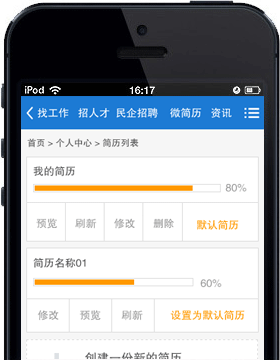 iPod 16:17
找工作 招人才 民企招聘 微简历 资讯
首页 > 个人中心 > 简历列表
我的简历
80%
预览 刷新 修改 删除 默认简历
简历名称01
60%
修改 预览 刷新 设置为默认简历
创建一份新的简历